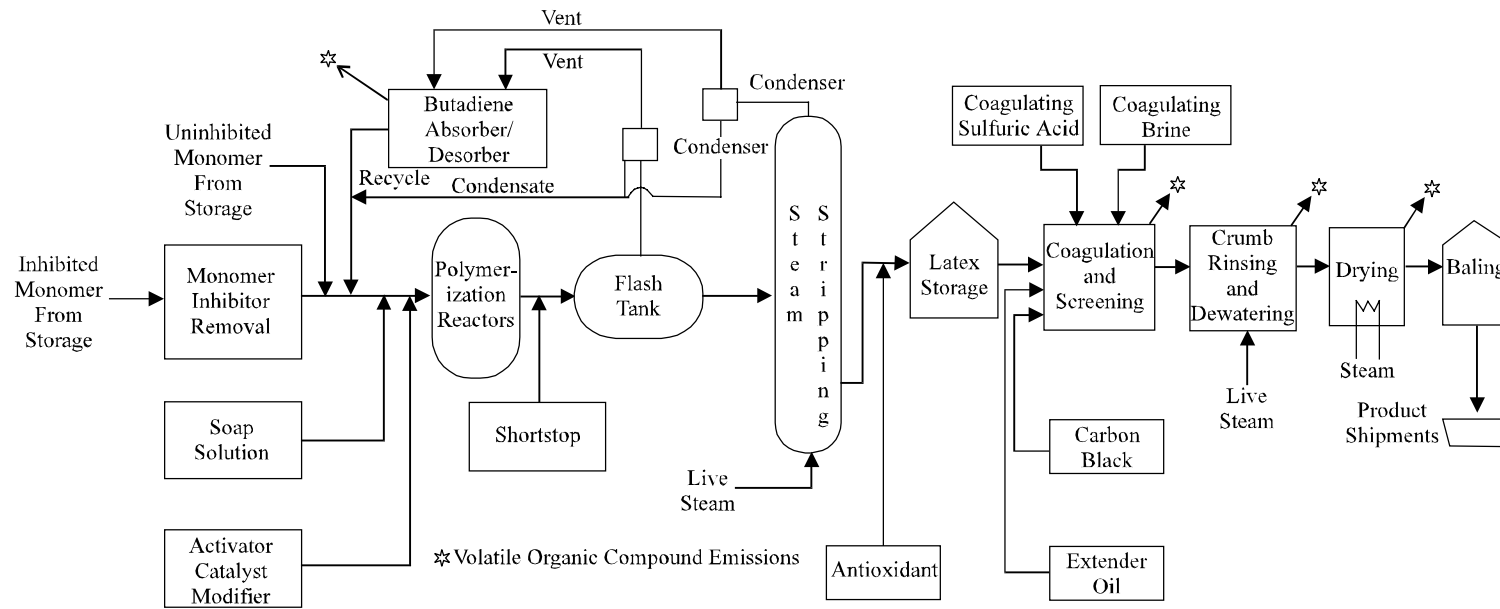 Vent
Vent
Condenser
Butadiene
Absorber/
Desorber
Condenser
Recycle
Condensate
Uninhibited
Monomer
From
Storage
Inhibited
Monomer
From
Storage
Monomer
Inhibitor
Removal
Polymer-
ization
Reactors
Flash
Tank
Steam
Stripping
Latex
Storage
Coagulating
Sulfuric Acid
Coagulating
Brine
Coagulation
and
Screening
Crumb
Rinsing
and
Dewatering
Drying
Baling
Steam
Live
Steam
Product
Shipments
Soap
Solution
Shortstop
Live
Steam
Carbon
Black
Activator
Catalyst
Modifier
Volatile Organic Compound Emissions
Antioxidant
Extender
Oil